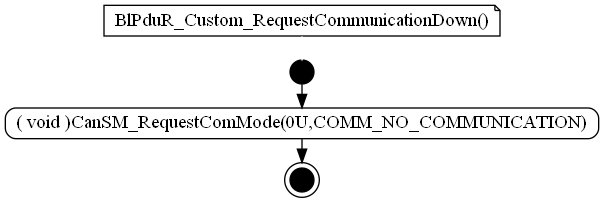 BlPduR_Custom_RequestCommunicationDown()
( void )CanSM_RequestComMode(0U,COMM_NO_COMMUNICATION)